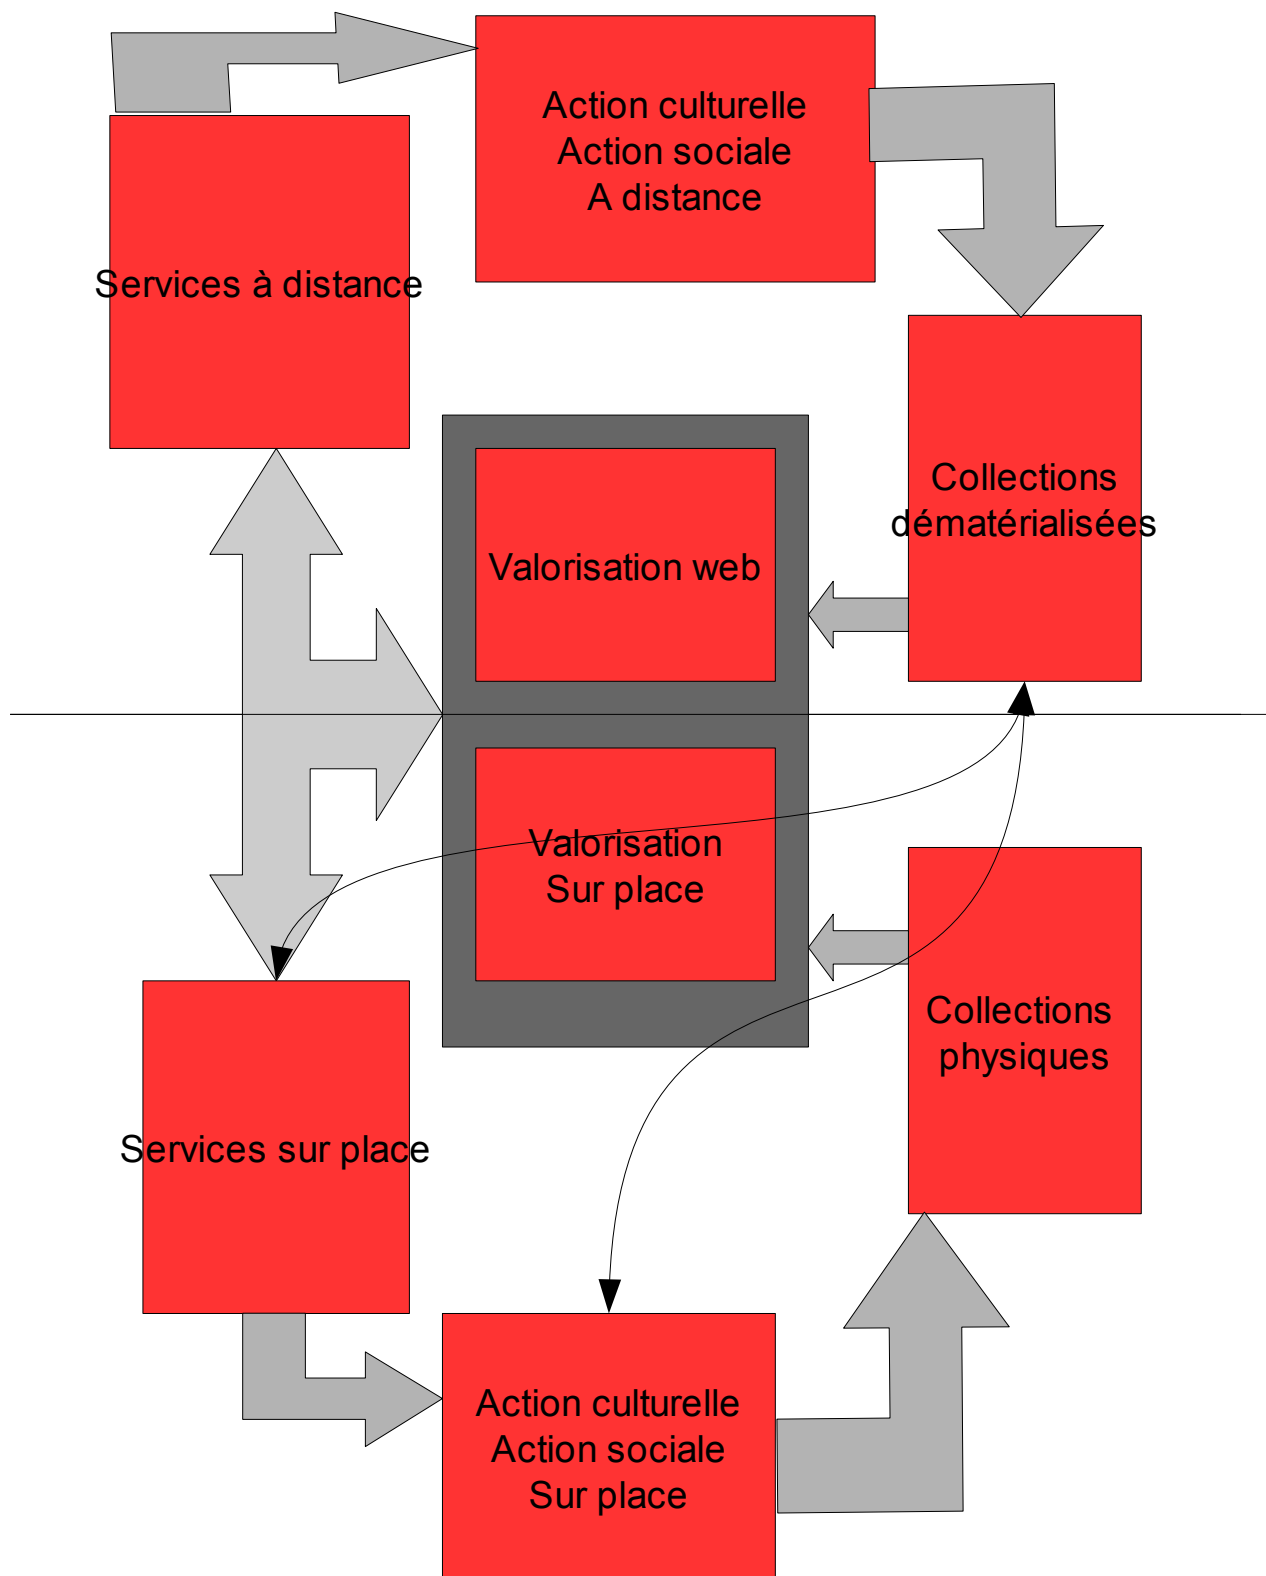 Action culturelle
Action sociale
A distance
Services à distance
Collections
dématérialisées
Valorisation web
Valorisation
Sur place
Collections
physiques
Services sur place
Action culturelle
Action sociale
Sur place